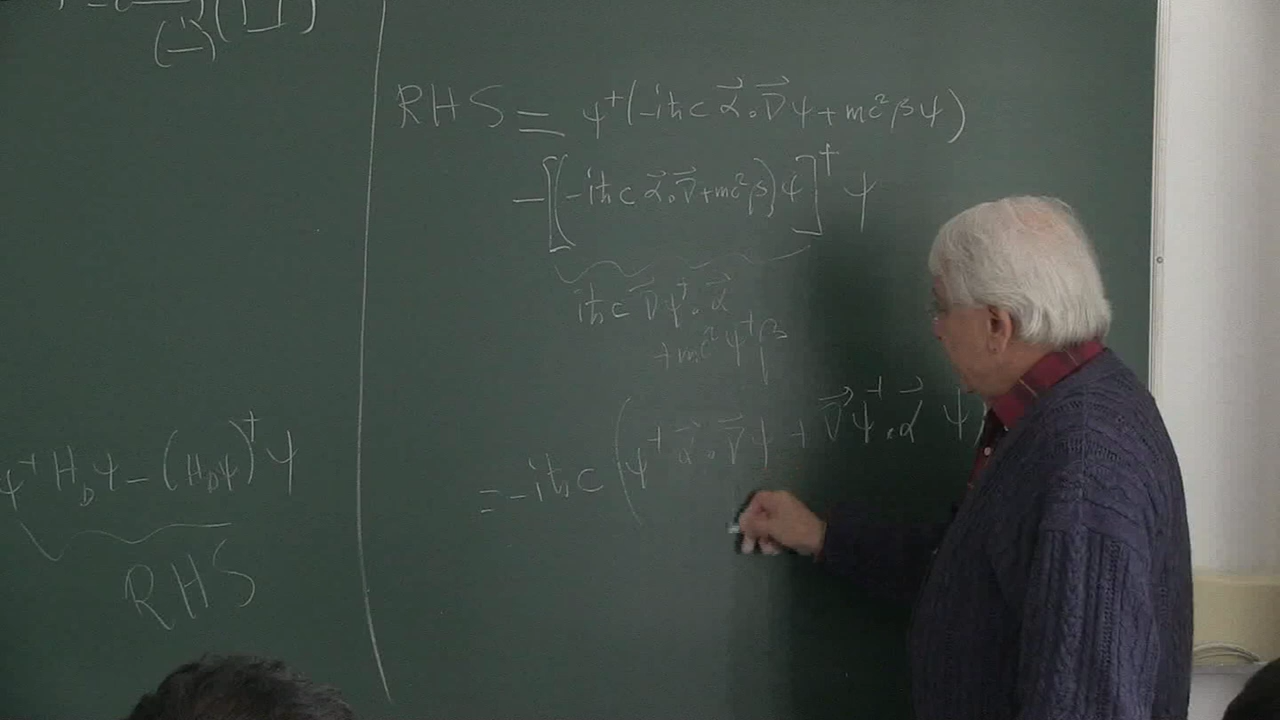 ψ†H_Dψ − (H_Dψ)†ψ
RHS
RHS = ψ†(−iħc α⃗·∇⃗ψ + mc²βψ)
−[(−iħc α⃗·∇⃗ + mc²β)ψ]†ψ
iħc ∇⃗ψ†·α⃗
+mc²ψ†β
= −iħc (ψ†α⃗·∇⃗ψ + ∇⃗ψ†·α⃗ ψ)